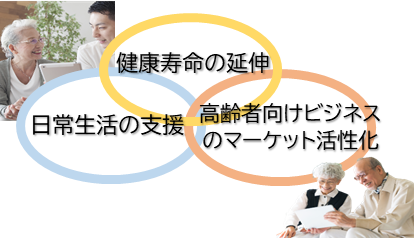 健康寿命の延伸
日常生活の支援
高齢者向けビジネス
のマーケット活性化